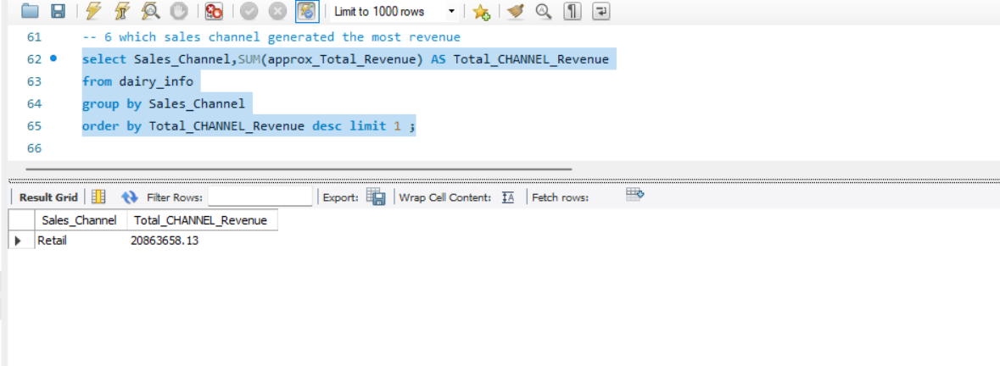 Limit to 1000 rows
61 -- 6 which sales channel generated the most revenue
62 select Sales_Channel,SUM(approx_Total_Revenue) AS Total_CHANNEL_Revenue
63 from dairy_info
64 group by Sales_Channel
65 order by Total_CHANNEL_Revenue desc limit 1 ;
66
Result Grid Filter Rows: Export: Wrap Cell Content: IA Fetch rows:
Sales_Channel Total_CHANNEL_Revenue
Retail 20863658.13